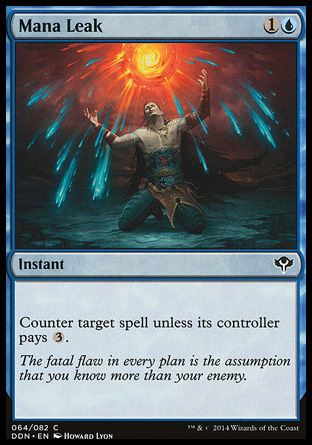 Mana Leak 1
Instant
Counter target spell unless its controller
pays 3.
The fatal flaw in every plan is the assumption
that you know more than your enemy.
064/082 C
DDN • EN Howard Lyon
™ & © 2014 Wizards of the Coast